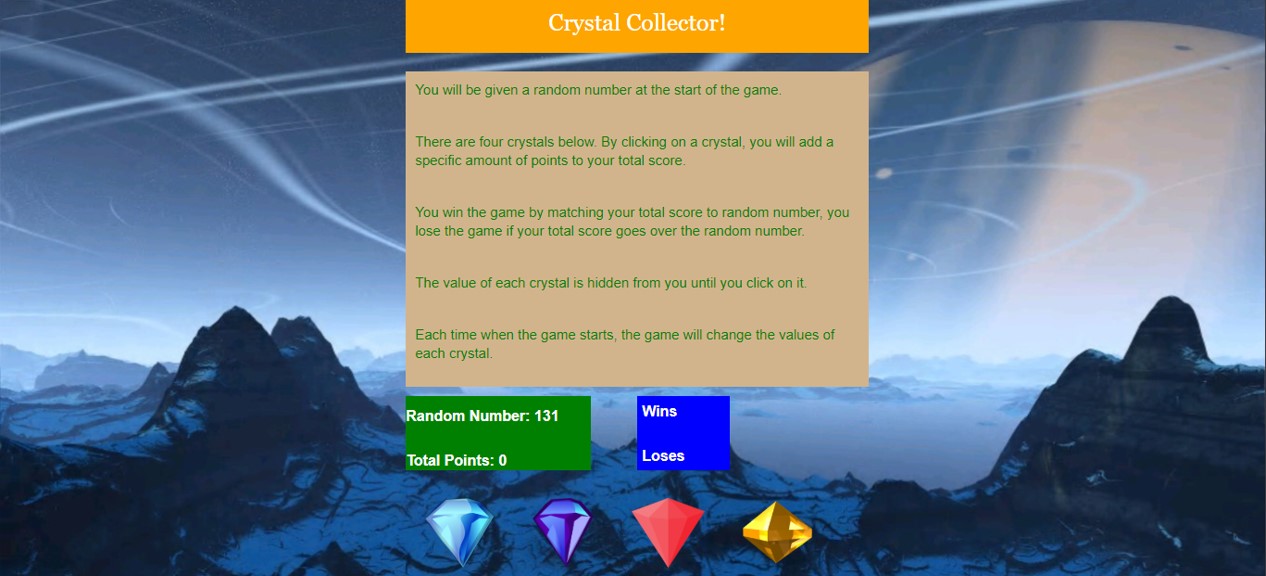 Crystal Collector!
You will be given a random number at the start of the game.
There are four crystals below. By clicking on a crystal, you will add a
specific amount of points to your total score.
You win the game by matching your total score to random number, you
lose the game if your total score goes over the random number.
The value of each crystal is hidden from you until you click on it.
Each time when the game starts, the game will change the values of
each crystal.
Random Number: 131
Total Points: 0
Wins
Loses